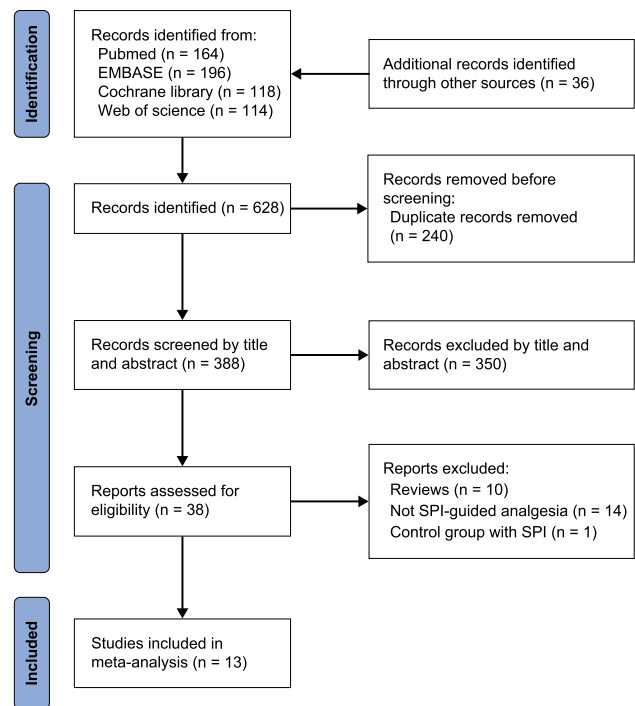 Identification
Records identified from:
Pubmed (n = 164)
EMBASE (n = 196)
Cochrane library (n = 118)
Web of science (n = 114)
Additional records identified
through other sources (n = 36)
Screening
Records identified (n = 628)
Records removed before
screening:
Duplicate records removed
(n = 240)
Records screened by title
and abstract (n = 388)
Records excluded by title and
abstract (n = 350)
Reports assessed for
eligibility (n = 38)
Reports excluded:
Reviews (n = 10)
Not SPI-guided analgesia (n = 14)
Control group with SPI (n = 1)
Included
Studies included in
meta-analysis (n = 13)